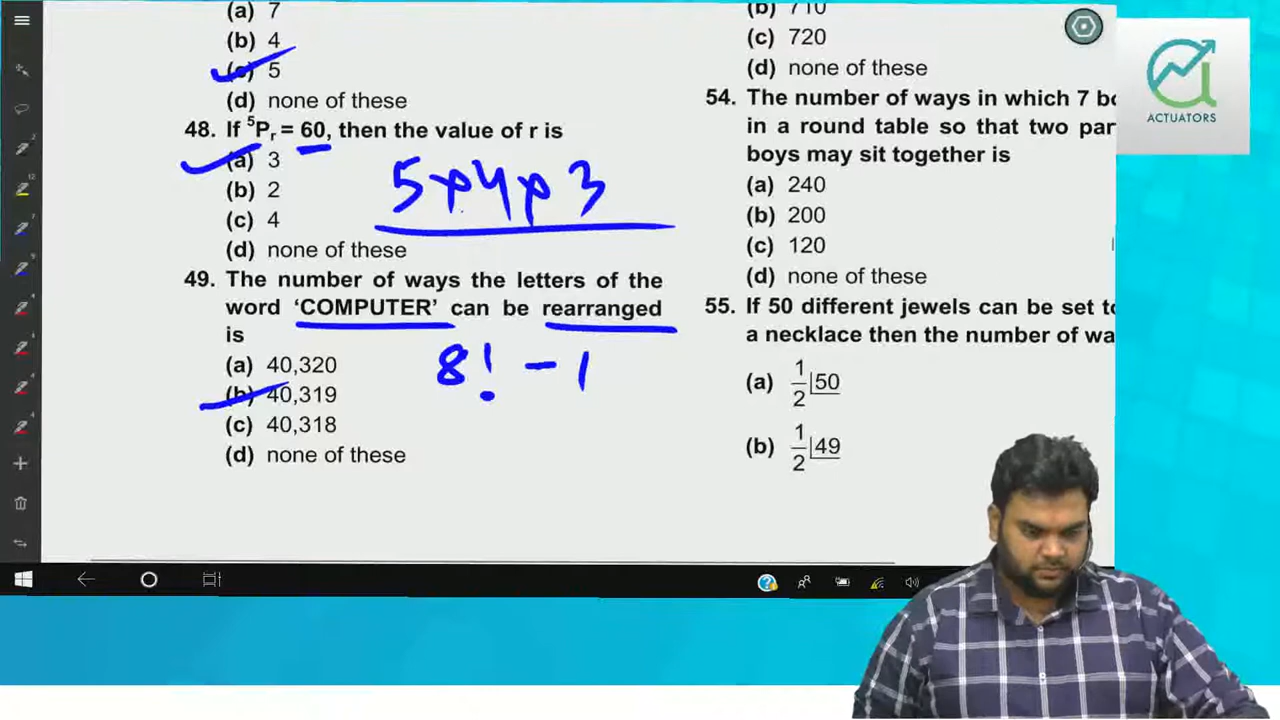 (a) 7
(b) 4
(c) 5
(d) none of these
48. If ⁵Pᵣ = 60, then the value of r is
(a) 3
(b) 2
(c) 4
(d) none of these
5 × 4 × 3
49. The number of ways the letters of the
word ‘COMPUTER’ can be rearranged
is
(a) 40,320
(b) 40,319
(c) 40,318
(d) none of these
8! - 1
(b) 710
(c) 720
(d) none of these
54. The number of ways in which 7 bo
in a round table so that two par
boys may sit together is
(a) 240
(b) 200
(c) 120
(d) none of these
55. If 50 different jewels can be set to
a necklace then the number of wa
(a) 1/2 |50
(b) 1/2 |49
ACTUATORS